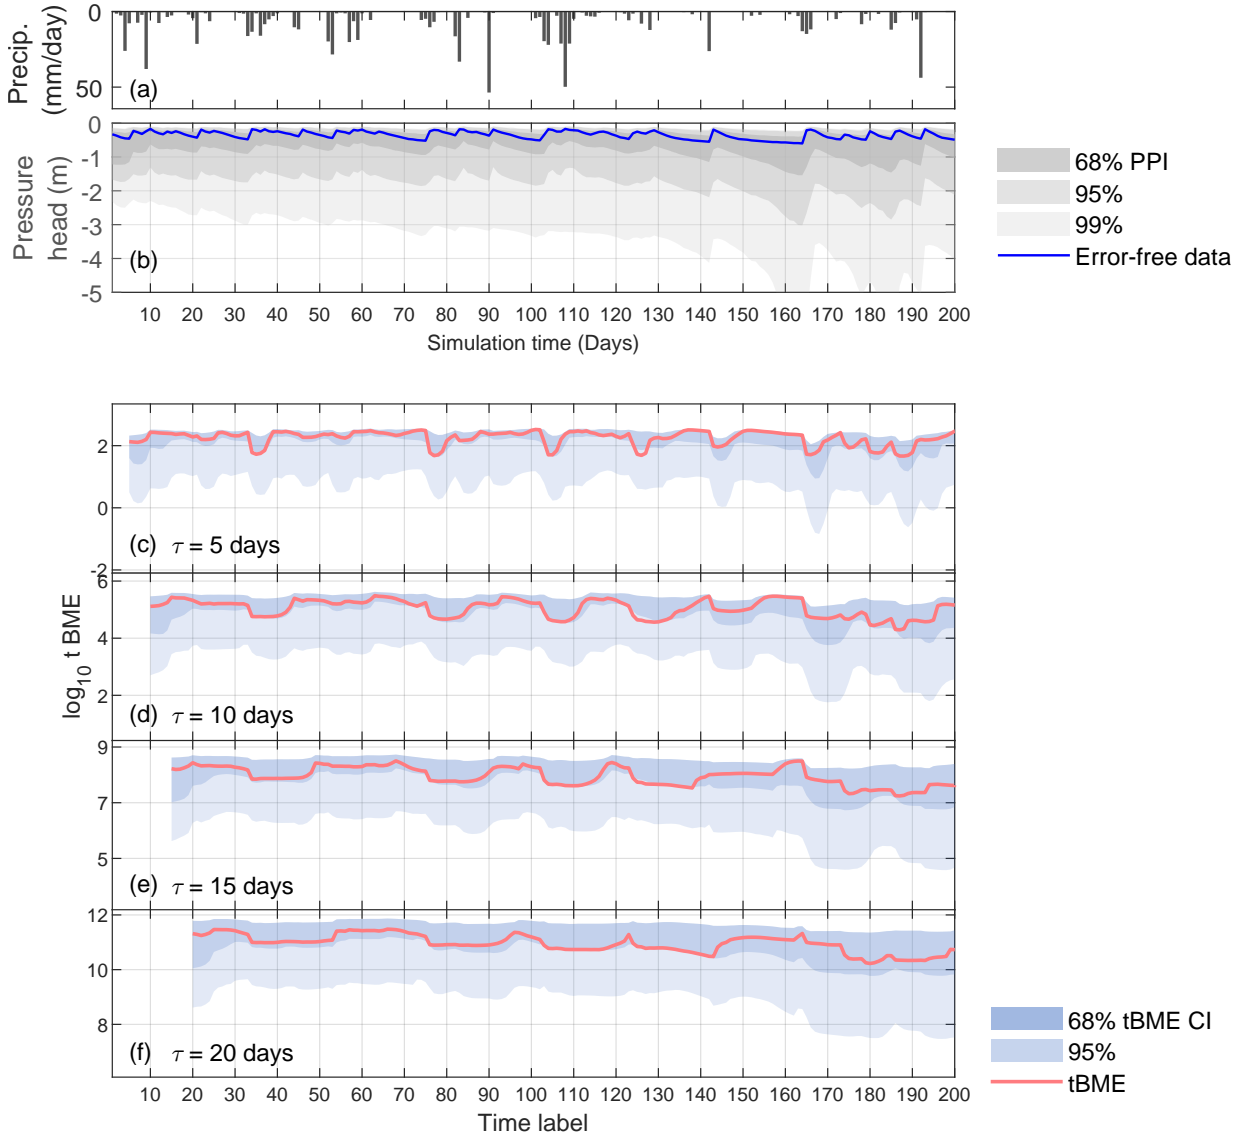 Precip.
(mm/day)
0
50
(a)
Pressure
head (m)
0
-1
-2
-3
-4
-5
(b)
10 20 30 40 50 60 70 80 90 100 110 120 130 140 150 160 170 180 190 200
Simulation time (Days)
68% PPI
95%
99%
Error-free data
log10 t BME
2
0
-2
(c) τ = 5 days
6
4
2
(d) τ = 10 days
9
7
5
(e) τ = 15 days
12
10
8
(f) τ = 20 days
10 20 30 40 50 60 70 80 90 100 110 120 130 140 150 160 170 180 190 200
Time label
68% tBME CI
95%
tBME